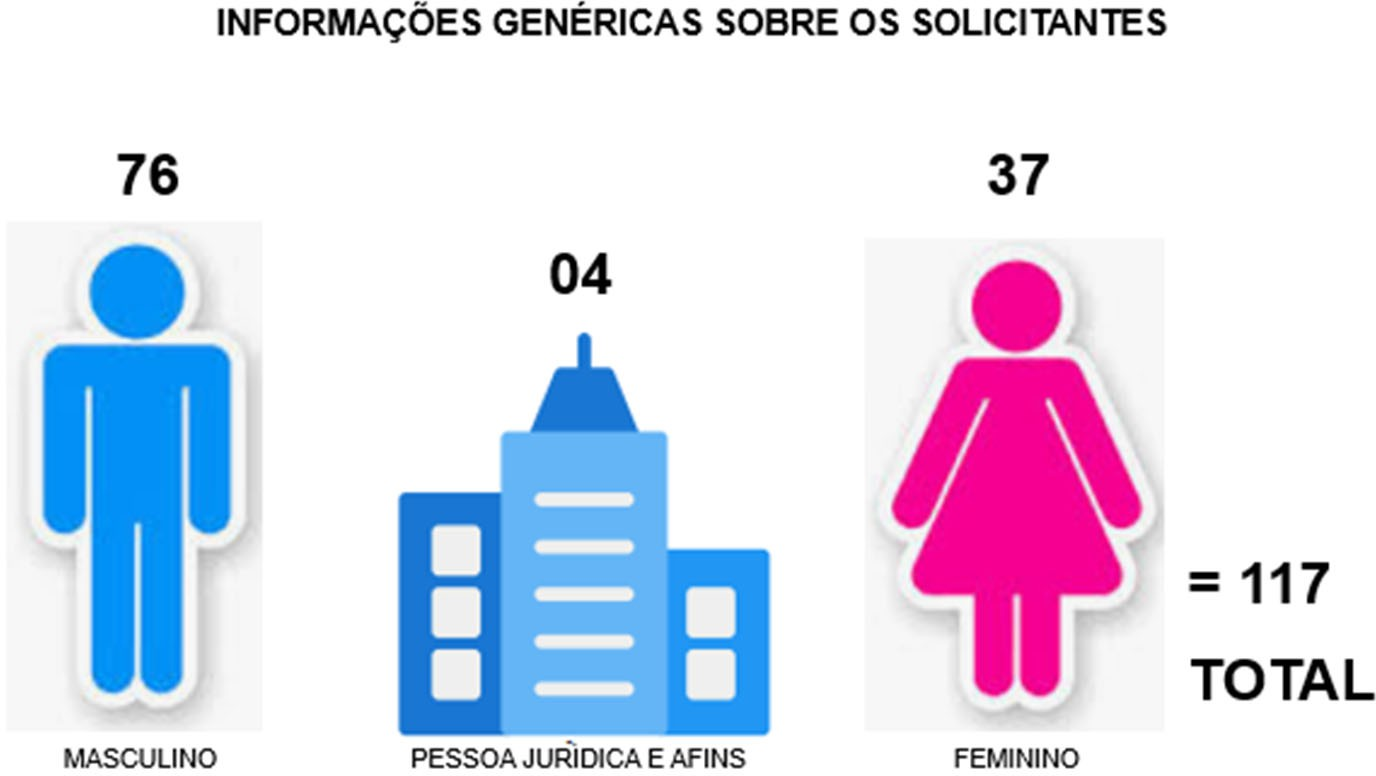 INFORMAÇÕES GENÉRICAS SOBRE OS SOLICITANTES
76
04
37
= 117
TOTAL
MASCULINO
PESSOA JURÌDICA E AFINS
FEMININO